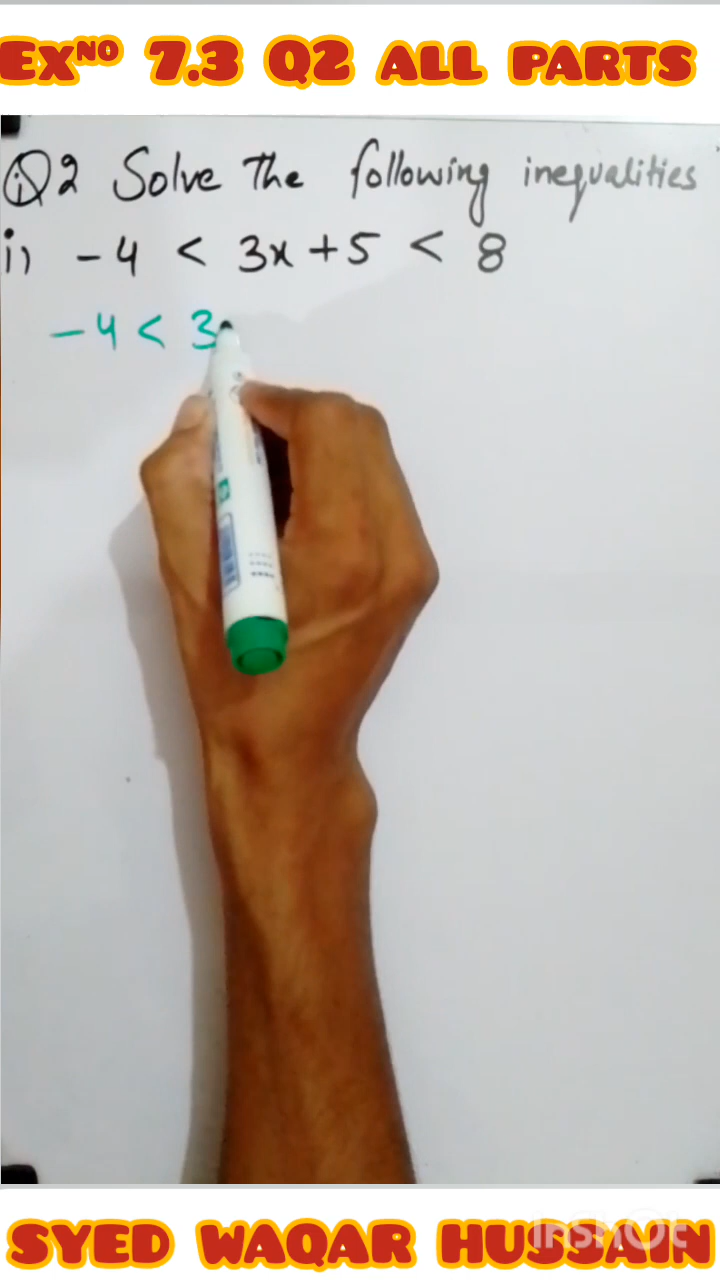 Exᴺᴼ 7.3 Q2 ALL PARTS
Q2 Solve The following inequalities
i) -4 < 3x + 5 < 8
-4 < 3
SYED WAQAR HUSSAIN
InShOt